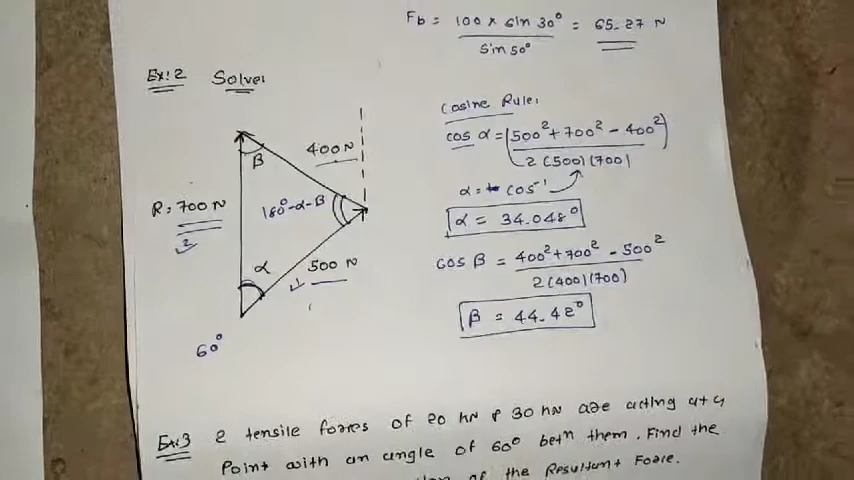 Fb = 100 x sin 30° / sin 50° = 65.27 N
Ex:2 Solve:
β
400 N
R = 700 N
180°-α-β
α
500 N
60°
Cosine Rule:
cos α = (500² + 700² - 400²) / 2(500)(700)
α = cos⁻¹
α = 34.048°
cos β = 400² + 700² - 500² / 2(400)(700)
β = 44.42°
Ex:3 2 tensile forces of 20 kN & 30 kN are acting at a
Point with an angle of 60° betⁿ them. Find the
of the Resultant Force.